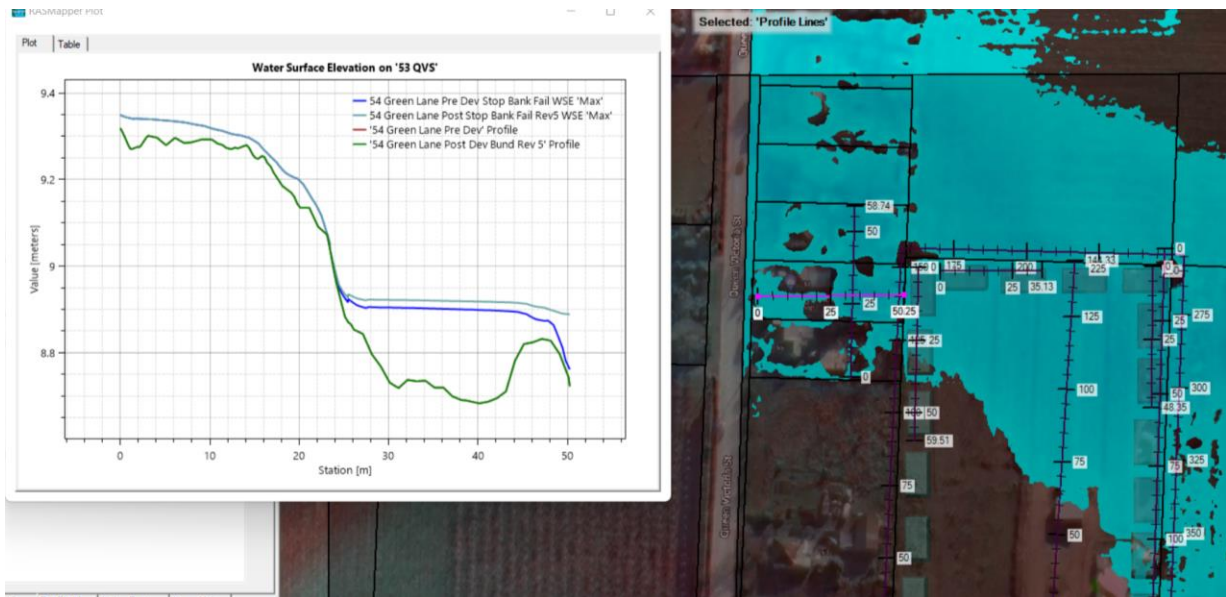 RASMapper Plot
Plot
Table
Water Surface Elevation on '53 QVS'
54 Green Lane Pre Dev Stop Bank Fail WSE 'Max'
54 Green Lane Post Stop Bank Fail Rev5 WSE 'Max'
'54 Green Lane Pre Dev' Profile
'54 Green Lane Post Dev Bund Rev 5' Profile
Value [meters]
9.4
9.2
9
8.8
0 10 20 30 40 50
Station [m]
Selected: 'Profile Lines'
58.74
50
25
0
0 25 50.25
0
175 200 225
0 25 35.13
125
100
75
50
25
50
59.51
75
50
275
25
300
50
48.35
325
75
350
100